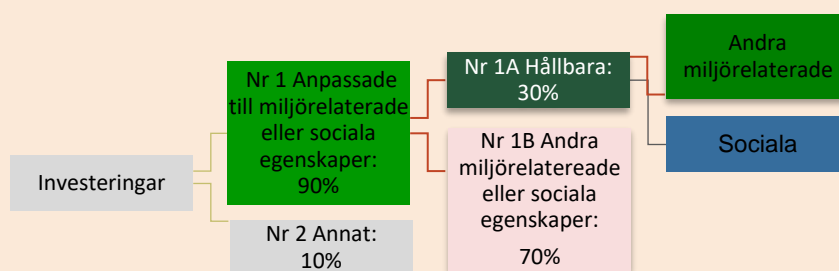 Investeringar
Nr 1 Anpassade
till miljörelaterade
eller sociala
egenskaper:
90%
Nr 2 Annat:
10%
Nr 1A Hållbara:
30%
Nr 1B Andra
miljörelatereade
eller sociala
egenskaper:
70%
Andra
miljörelaterade
Sociala